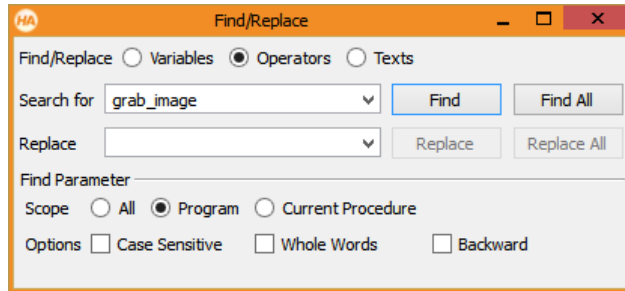 HA Find/Replace
Find/Replace Variables Operators Texts
Search for grab_image Find Find All
Replace Replace Replace All
Find Parameter
Scope All Program Current Procedure
Options Case Sensitive Whole Words Backward